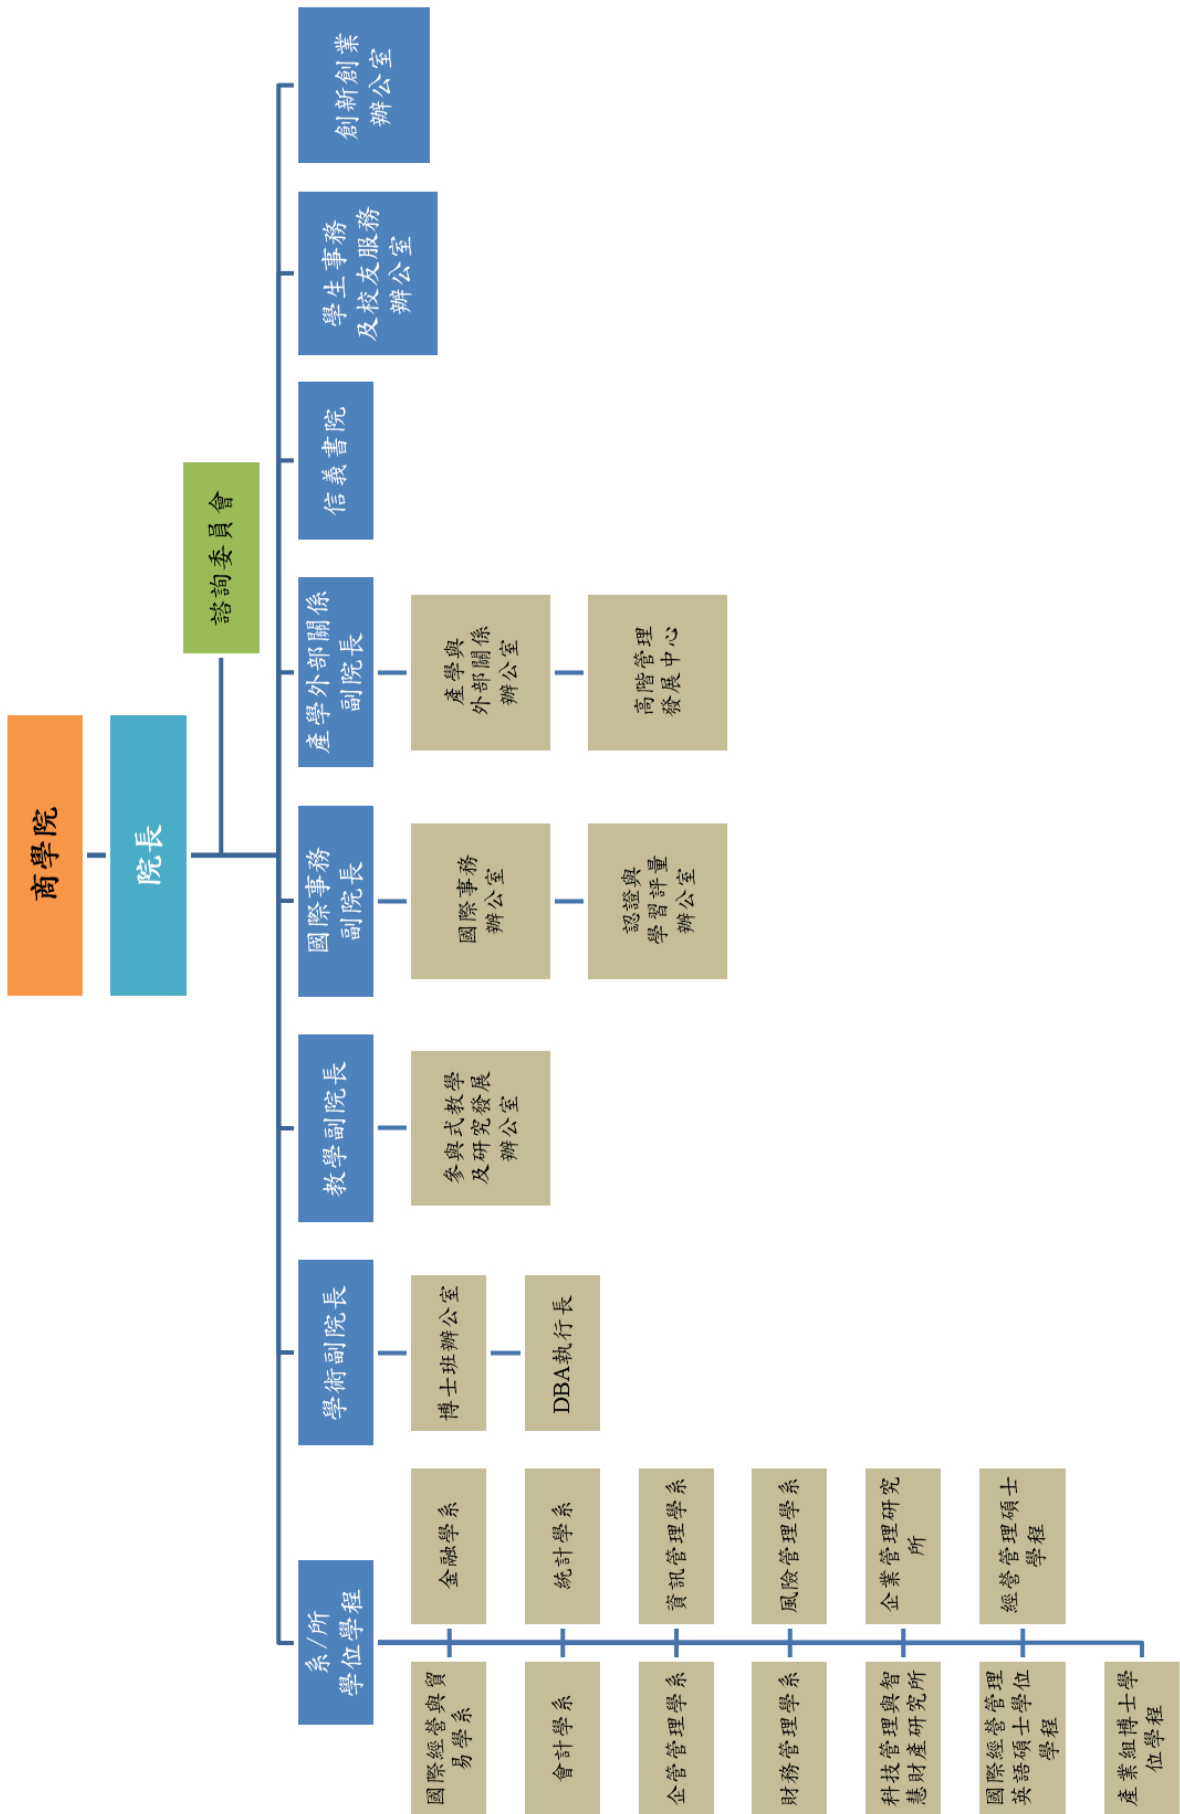 商學院
院長
諮詢委員會
系/所
學位學程
學術副院長
教學副院長
國際事務
副院長
產學外部關係
副院長
信義書院
學生事務
及校友服務
辦公室
創新創業
辦公室
國際經營與貿
易學系
金融學系
會計學系
統計學系
企管管理學系
資訊管理學系
財務管理學系
風險管理學系
科技管理與智
慧財產研究所
企業管理研究
所
國際經營管理
英語碩士學位
學程
經營管理碩士
學程
產業組博士學
位學程
博士班辦公室
DBA執行長
參與式教學
及研究發展
辦公室
國際事務
辦公室
認證與
學習評量
辦公室
產學與
外部關係
辦公室
高階管理
發展中心